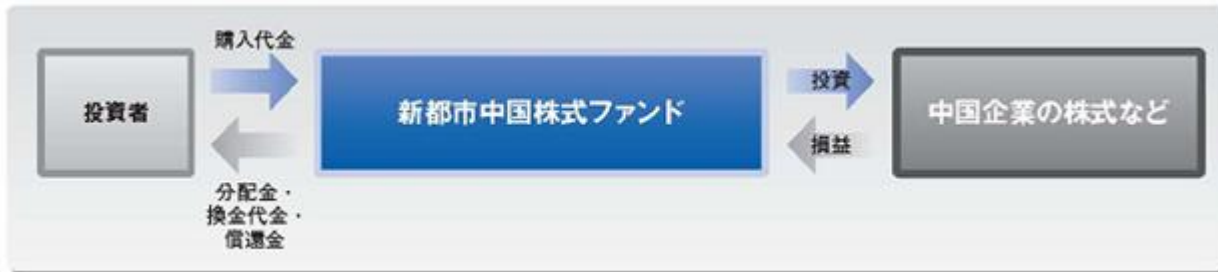 購入代金
投資者
新都市中国株式ファンド
投資
中国企業の株式など
損益
分配金・
換金代金・
償還金